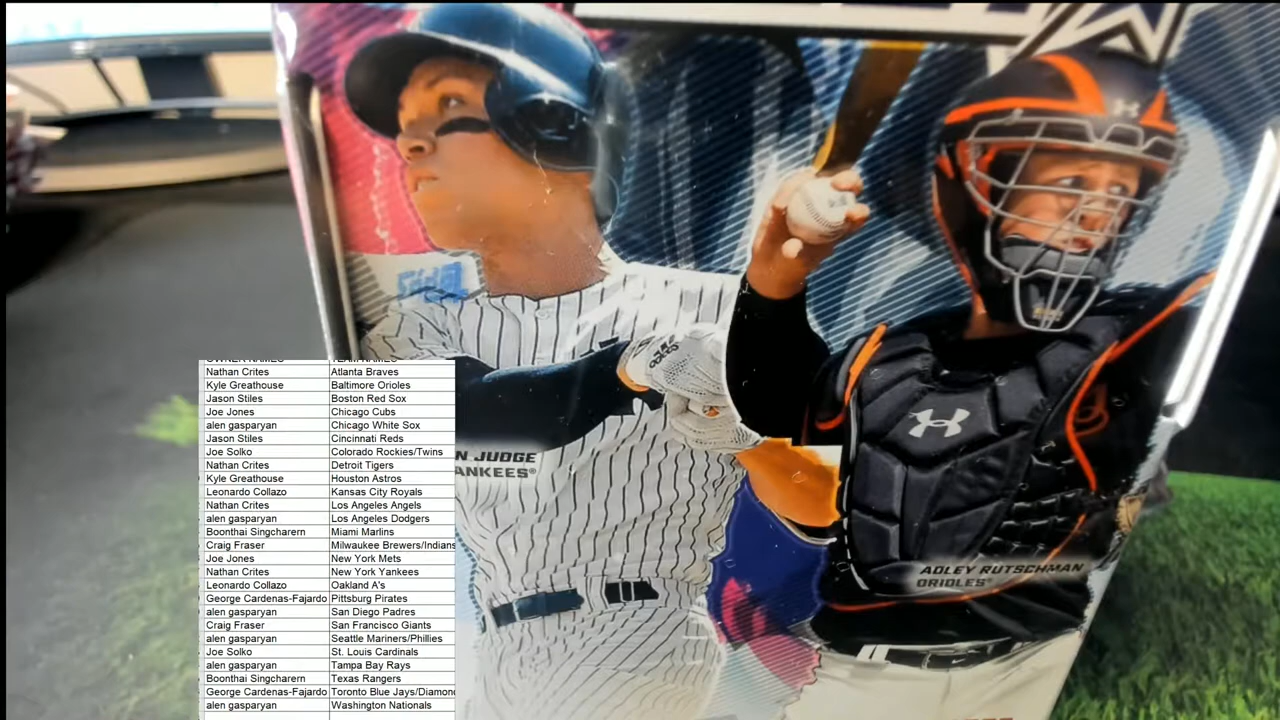 OWNER NAMES TEAM NAMES
Nathan Crites Atlanta Braves
Kyle Greathouse Baltimore Orioles
Jason Stiles Boston Red Sox
Joe Jones Chicago Cubs
alen gasparyan Chicago White Sox
Jason Stiles Cincinnati Reds
Joe Solko Colorado Rockies/Twins
Nathan Crites Detroit Tigers
Kyle Greathouse Houston Astros
Leonardo Collazo Kansas City Royals
Nathan Crites Los Angeles Angels
alen gasparyan Los Angeles Dodgers
Boonthai Singcharern Miami Marlins
Craig Fraser Milwaukee Brewers/Indians
Joe Jones New York Mets
Nathan Crites New York Yankees
Leonardo Collazo Oakland A's
George Cardenas-Fajardo Pittsburg Pirates
alen gasparyan San Diego Padres
Craig Fraser San Francisco Giants
alen gasparyan Seattle Mariners/Phillies
Joe Solko St. Louis Cardinals
alen gasparyan Tampa Bay Rays
Boonthai Singcharern Texas Rangers
George Cardenas-Fajardo Toronto Blue Jays/Diamon
alen gasparyan Washington Nationals
N JUDGE
ANKEES®
ADLEY RUTSCHMAN
ORIOLES®